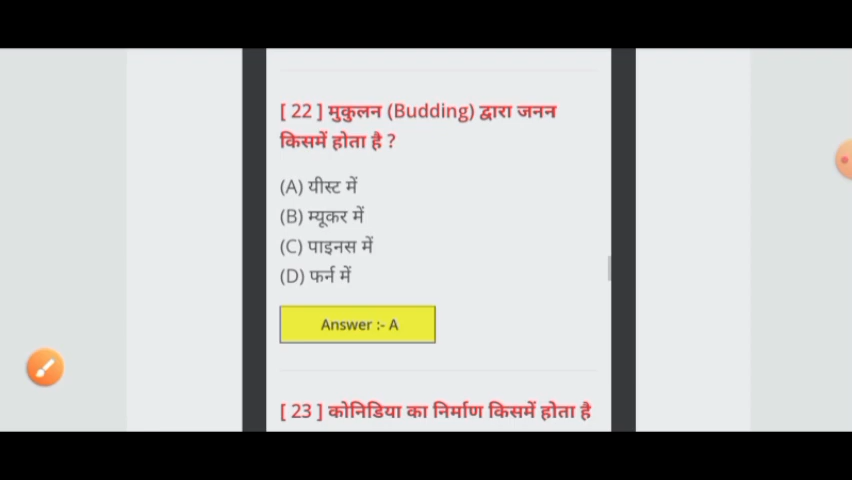 [ 22 ] मुकुलन (Budding) द्वारा जनन
किसमें होता है ?
(A) यीस्ट में
(B) म्यूकर में
(C) पाइनस में
(D) फर्न में
Answer :- A
[ 23 ] कोनिडिया का निर्माण किसमें होता है